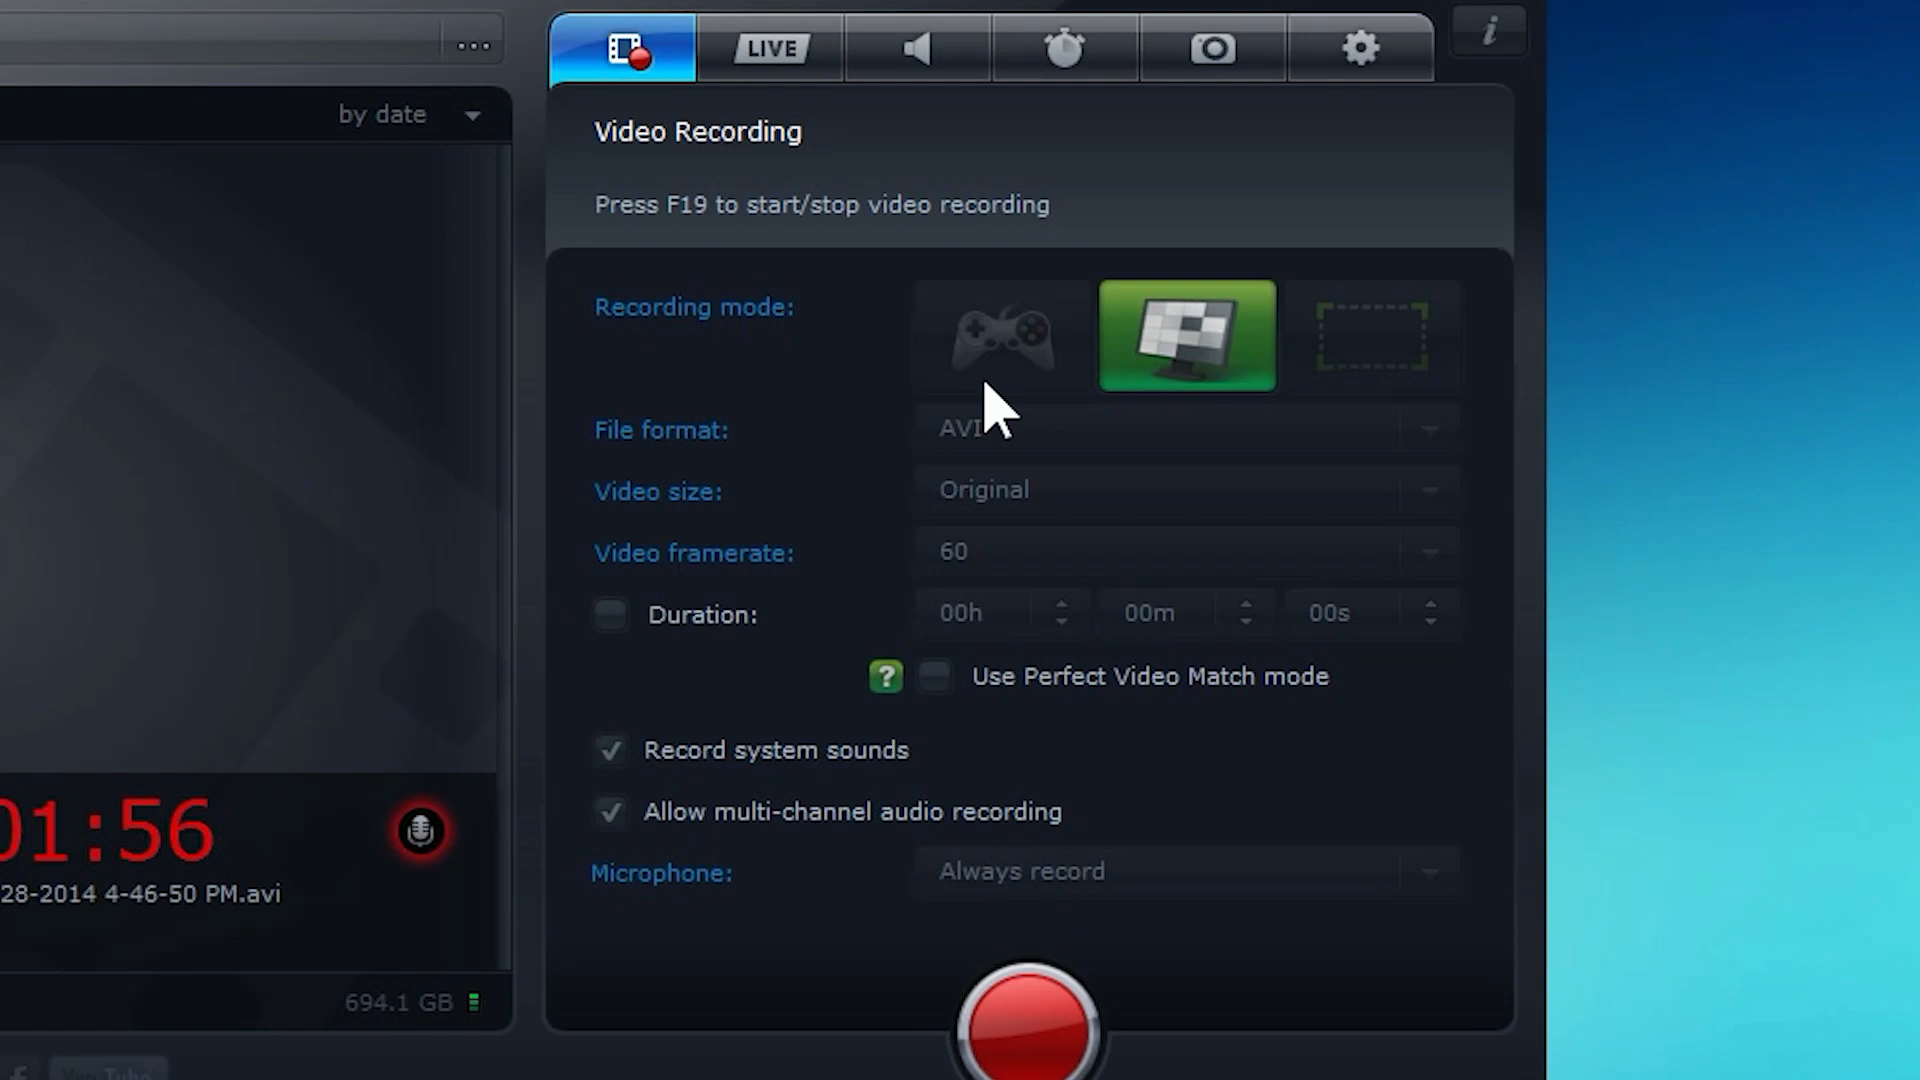 ...
LIVE
i
by date
Video Recording
Press F19 to start/stop video recording
Recording mode:
File format:
AVI
Video size:
Original
Video framerate:
60
Duration:
00h
00m
00s
?
Use Perfect Video Match mode
Record system sounds
Allow multi-channel audio recording
Microphone:
Always record
01:56
28-2014 4-46-50 PM.avi
694.1 GB
f
YouTube